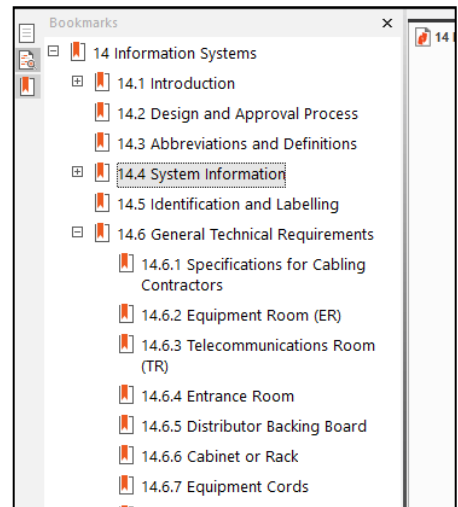 Bookmarks
14
14 Information Systems
14.1 Introduction
14.2 Design and Approval Process
14.3 Abbreviations and Definitions
14.4 System Information
14.5 Identification and Labelling
14.6 General Technical Requirements
14.6.1 Specifications for Cabling
Contractors
14.6.2 Equipment Room (ER)
14.6.3 Telecommunications Room
(TR)
14.6.4 Entrance Room
14.6.5 Distributor Backing Board
14.6.6 Cabinet or Rack
14.6.7 Equipment Cords